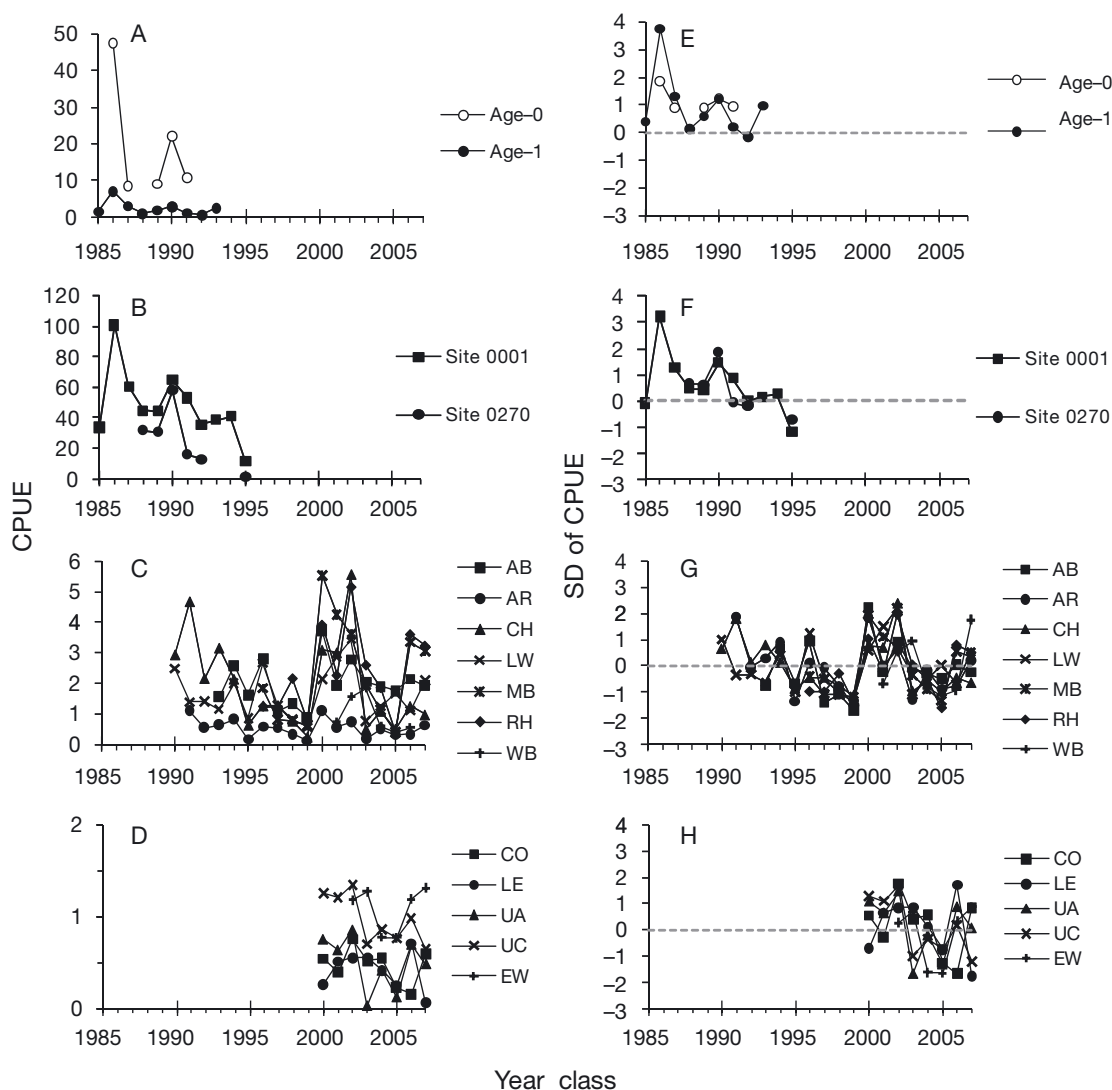 A
50
40
30
20
10
0
1985 1990 1995 2000 2005
Age–0
Age–1
E
4
3
2
1
0
–1
–2
–3
1985 1990 1995 2000 2005
Age–0
Age–1
B
120
100
80
60
40
20
0
1985 1990 1995 2000 2005
Site 0001
Site 0270
F
4
3
2
1
0
–1
–2
–3
1985 1990 1995 2000 2005
Site 0001
Site 0270
CPUE
SD of CPUE
C
6
5
4
3
2
1
0
1985 1990 1995 2000 2005
AB
AR
CH
LW
MB
RH
WB
G
4
3
2
1
0
–1
–2
–3
1985 1990 1995 2000 2005
AB
AR
CH
LW
MB
RH
WB
D
2
1
0
1985 1990 1995 2000 2005
CO
LE
UA
UC
EW
H
4
3
2
1
0
–1
–2
–3
1985 1990 1995 2000 2005
CO
LE
UA
UC
EW
Year class